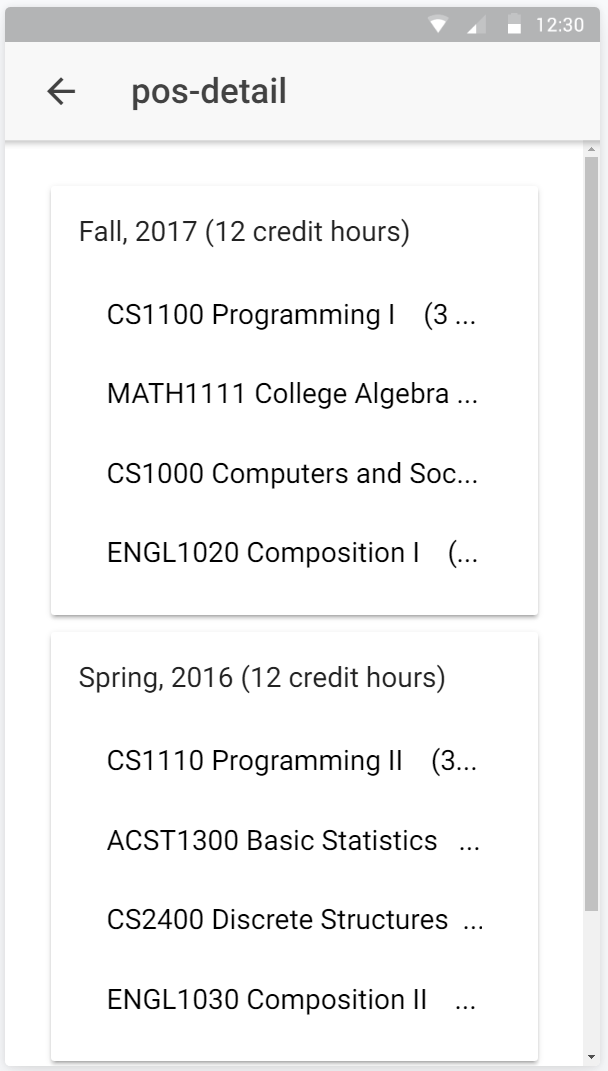 12:30
pos-detail
Fall, 2017 (12 credit hours)
CS1100 Programming I (3 ...
MATH1111 College Algebra ...
CS1000 Computers and Soc...
ENGL1020 Composition I (...
Spring, 2016 (12 credit hours)
CS1110 Programming II (3...
ACST1300 Basic Statistics ...
CS2400 Discrete Structures ...
ENGL1030 Composition II ...